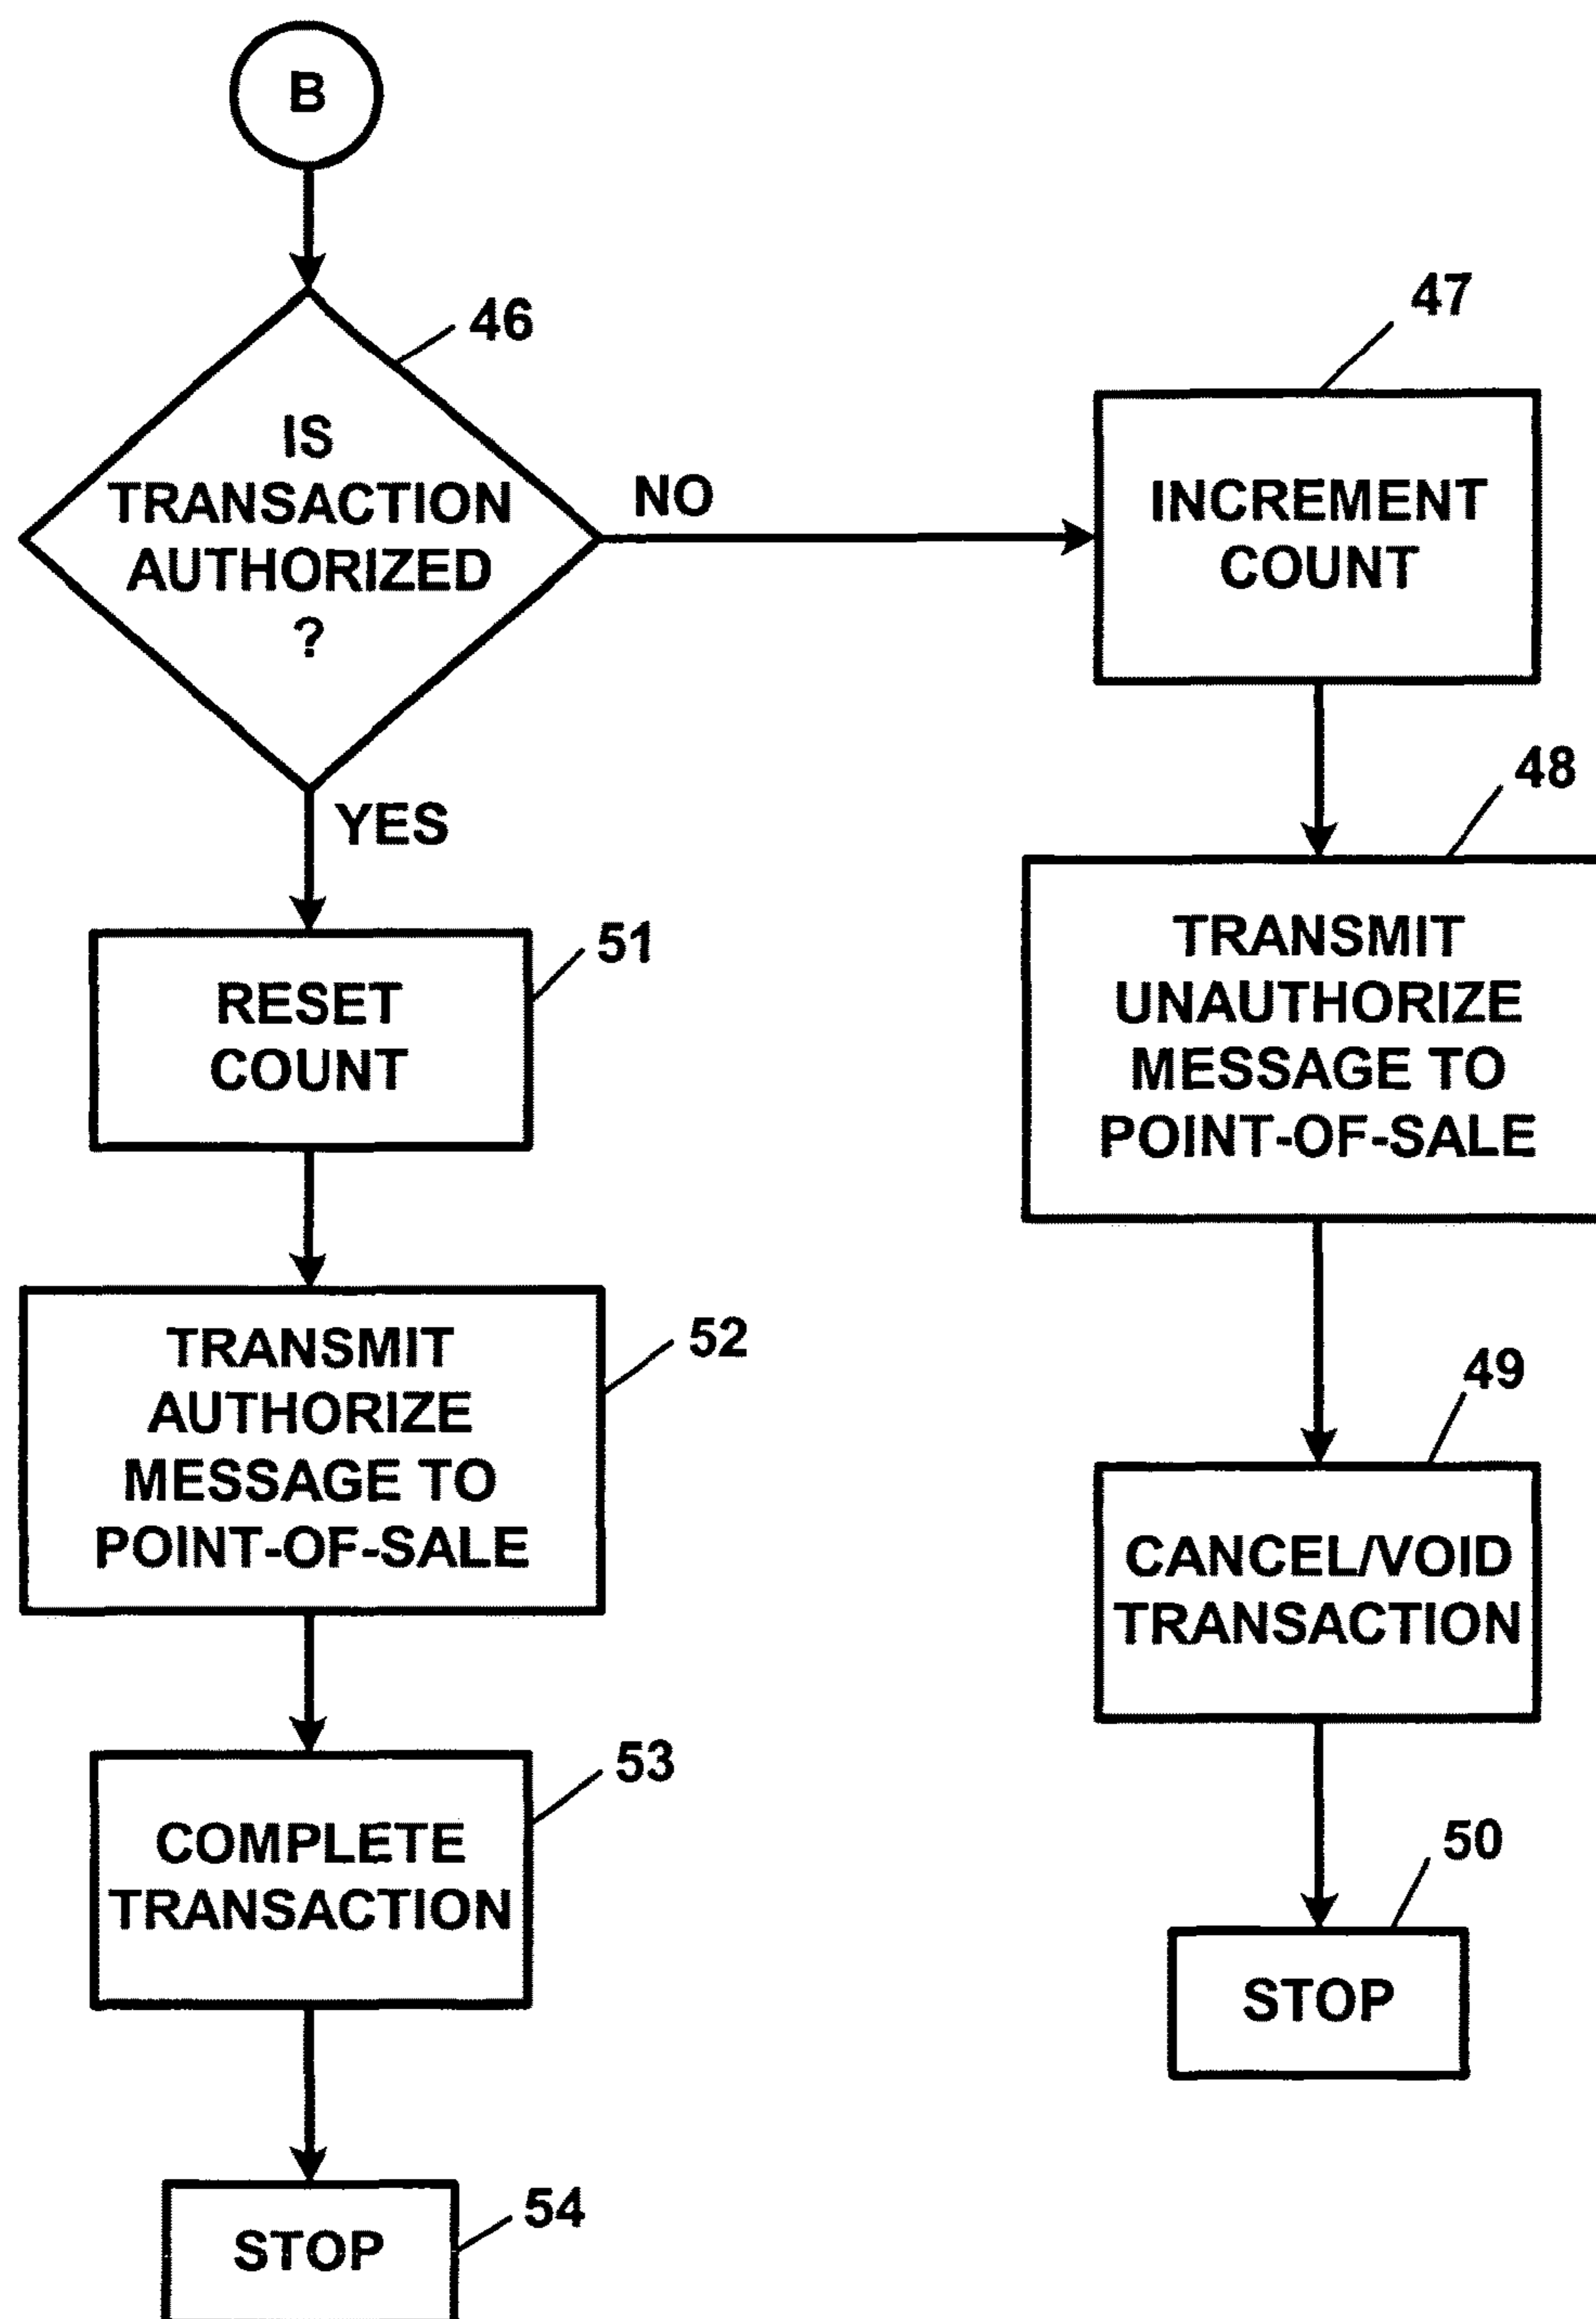 B
46
IS
TRANSACTION
AUTHORIZED
?
NO
YES
47
INCREMENT
COUNT
48
TRANSMIT
UNAUTHORIZE
MESSAGE TO
POINT-OF-SALE
49
CANCEL/VOID
TRANSACTION
50
STOP
51
RESET
COUNT
52
TRANSMIT
AUTHORIZE
MESSAGE TO
POINT-OF-SALE
53
COMPLETE
TRANSACTION
54
STOP